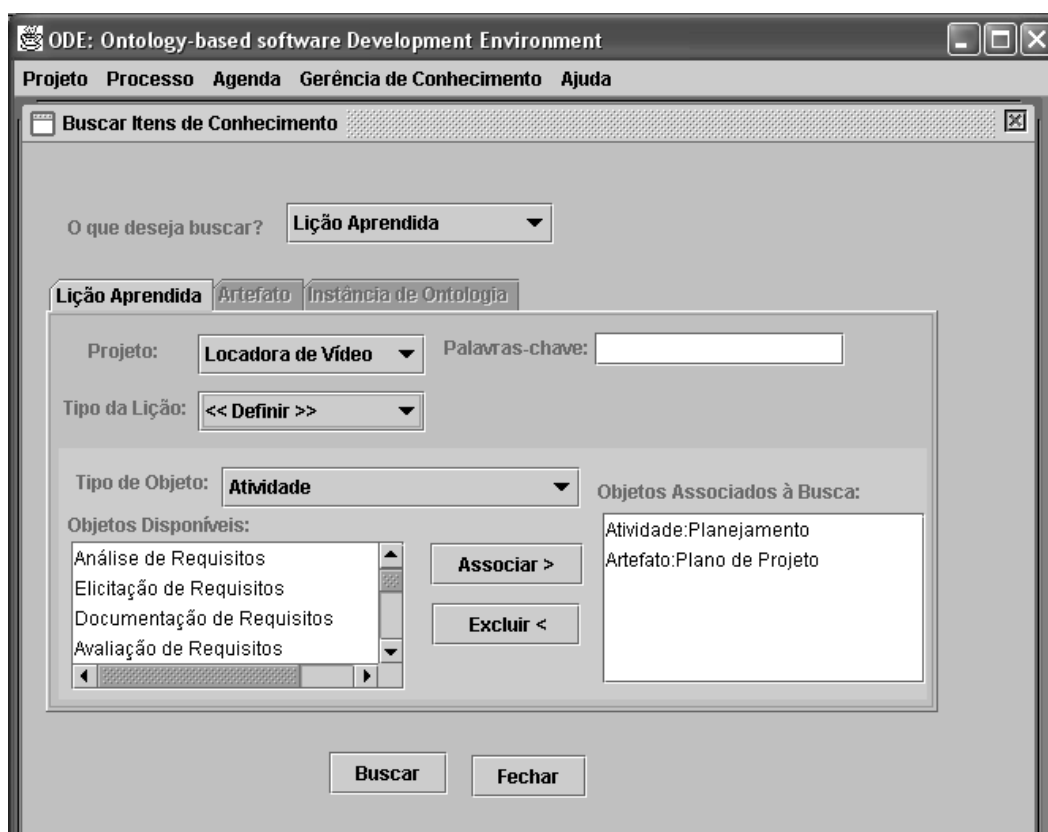 ODE: Ontology-based software Development Environment
Projeto Processo Agenda Gerência de Conhecimento Ajuda
Buscar Itens de Conhecimento
O que deseja buscar? Lição Aprendida
Lição Aprendida Artefato Instância de Ontologia
Projeto: Locadora de Vídeo Palavras-chave:
Tipo da Lição: << Definir >>
Tipo de Objeto: Atividade
Objetos Associados à Busca:
Objetos Disponíveis:
Análise de Requisitos
Elicitação de Requisitos
Documentação de Requisitos
Avaliação de Requisitos
Associar >
Excluir <
Atividade:Planejamento
Artefato:Plano de Projeto
Buscar Fechar